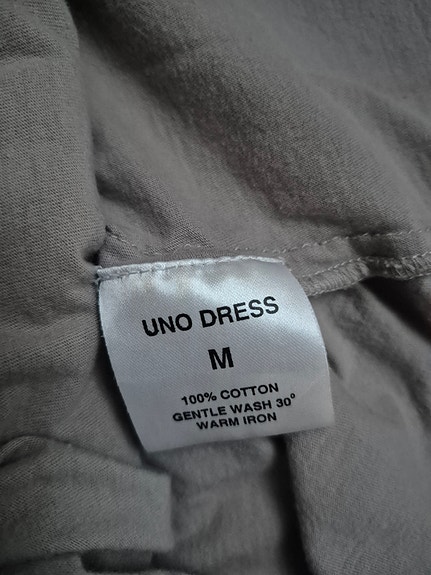 UNO DRESS
M
100% COTTON
GENTLE WASH 30°
WARM IRON